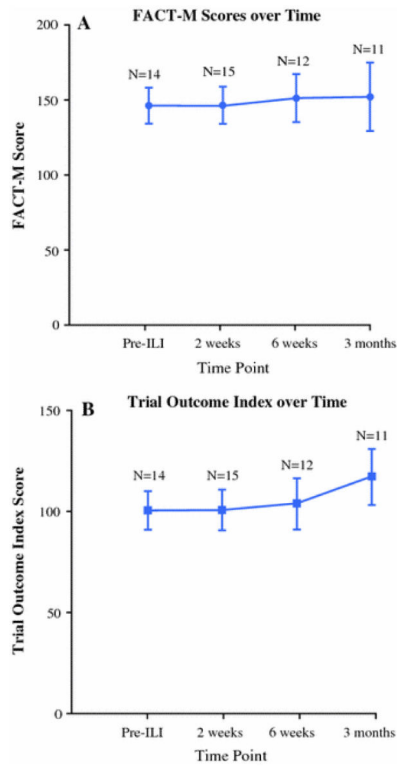 A
FACT-M Scores over Time
200
150
100
50
0
FACT-M Score
N=14
N=15
N=12
N=11
Pre-ILI
2 weeks
6 weeks
3 months
Time Point
B
Trial Outcome Index over Time
150
100
50
0
Trial Outcome Index Score
N=14
N=15
N=12
N=11
Pre-ILI
2 weeks
6 weeks
3 months
Time Point